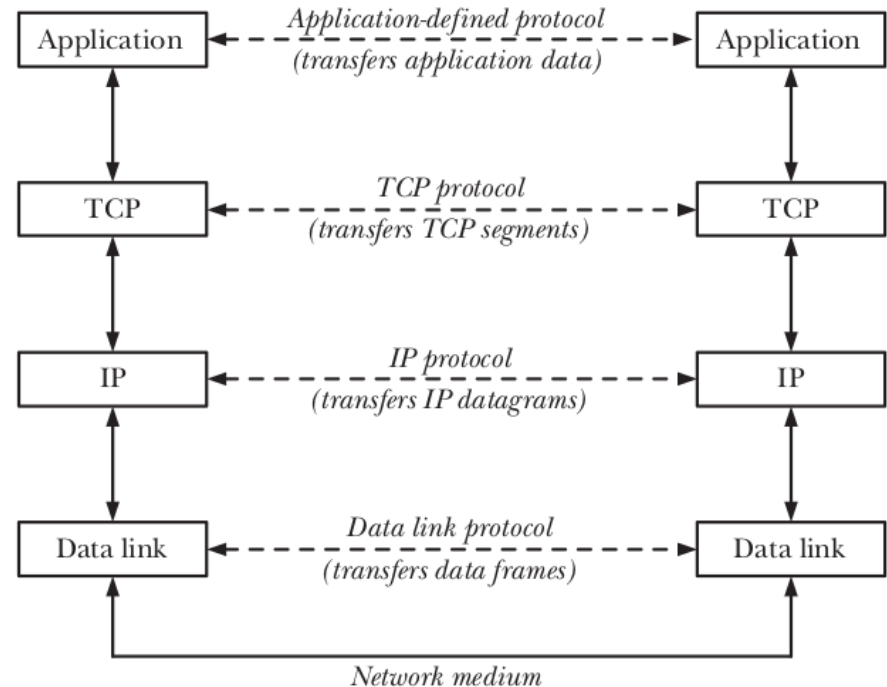 Application
Application-defined protocol
(transfers application data)
Application
TCP
TCP protocol
(transfers TCP segments)
TCP
IP
IP protocol
(transfers IP datagrams)
IP
Data link
Data link protocol
(transfers data frames)
Data link
Network medium